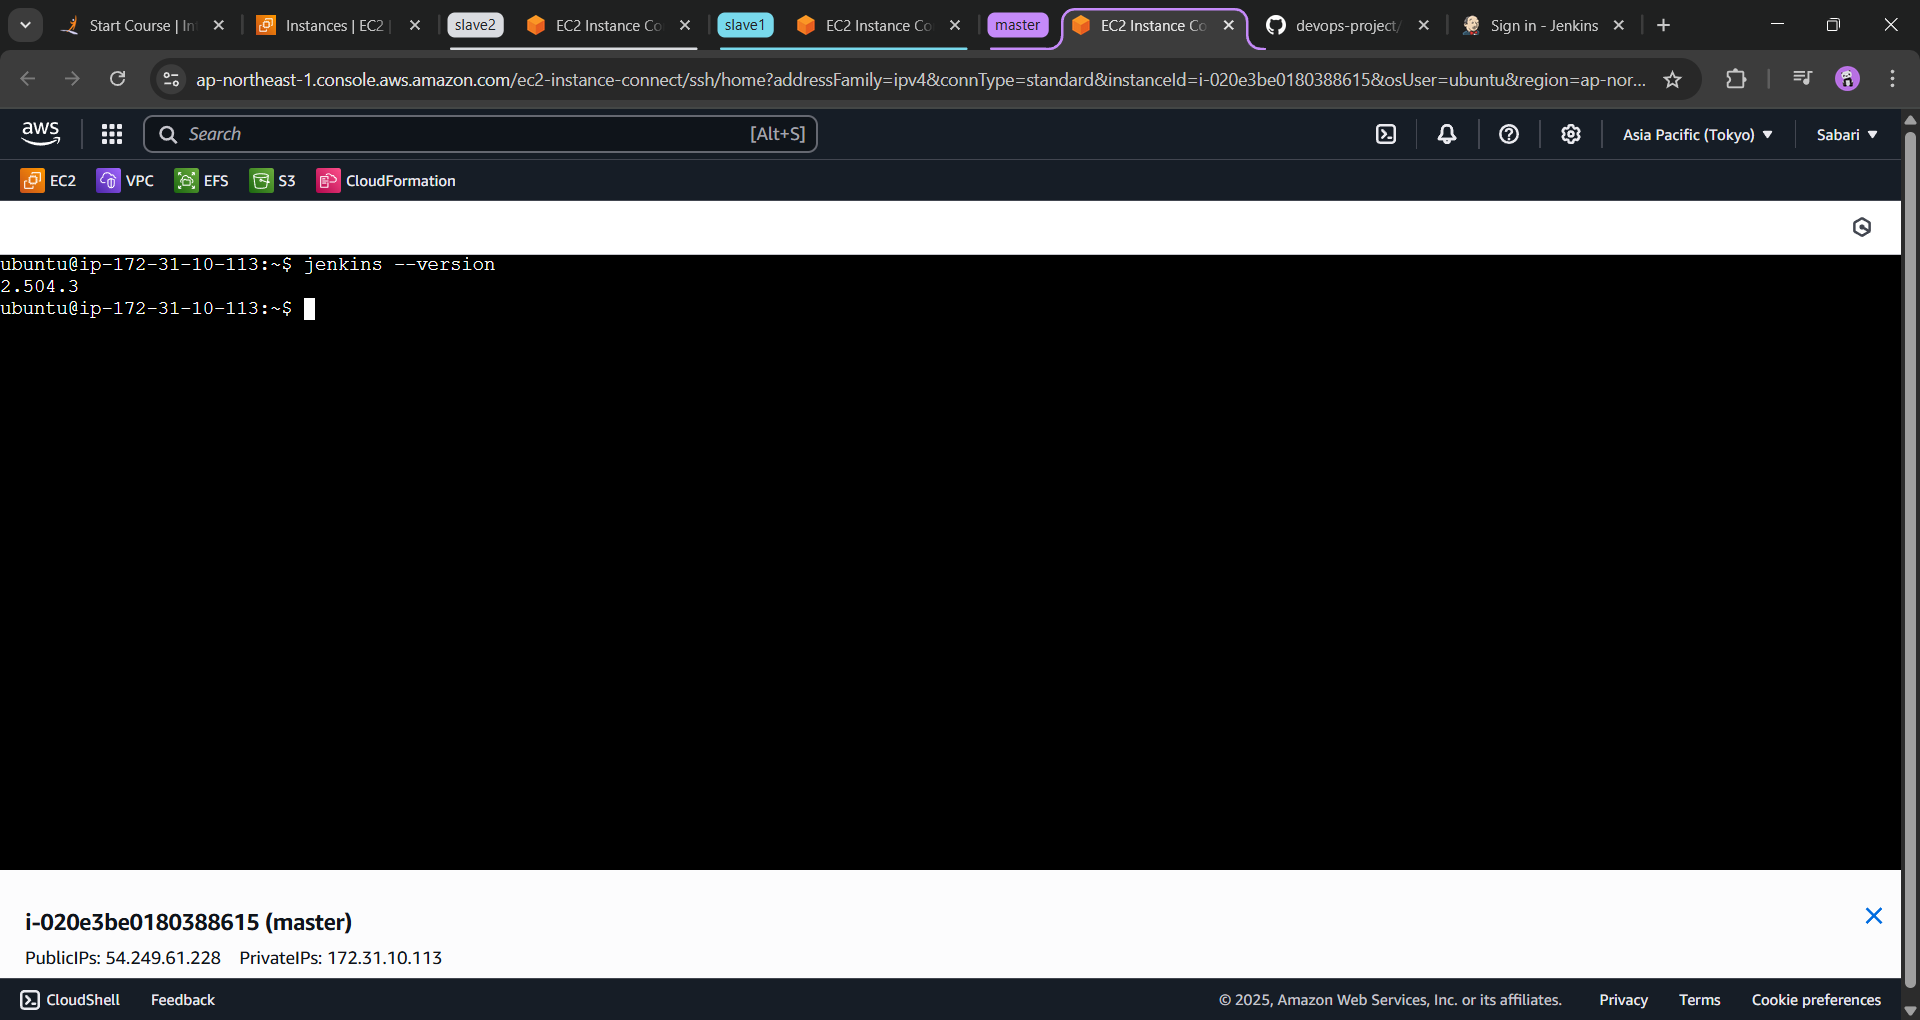 Start Course | In
Instances | EC2
slave2
EC2 Instance Co
slave1
EC2 Instance Co
master
EC2 Instance Co
devops-project/
Sign in - Jenkins
ap-northeast-1.console.aws.amazon.com/ec2-instance-connect/ssh/home?addressFamily=ipv4&connType=standard&instanceId=i-020e3be0180388615&osUser=ubuntu&region=ap-nor...
aws
Search
[Alt+S]
Asia Pacific (Tokyo)
Sabari
EC2
VPC
EFS
S3
CloudFormation
ubuntu@ip-172-31-10-113:~$ jenkins --version
2.504.3
ubuntu@ip-172-31-10-113:~$
i-020e3be0180388615 (master)
PublicIPs: 54.249.61.228 PrivateIPs: 172.31.10.113
CloudShell
Feedback
© 2025, Amazon Web Services, Inc. or its affiliates.
Privacy
Terms
Cookie preferences